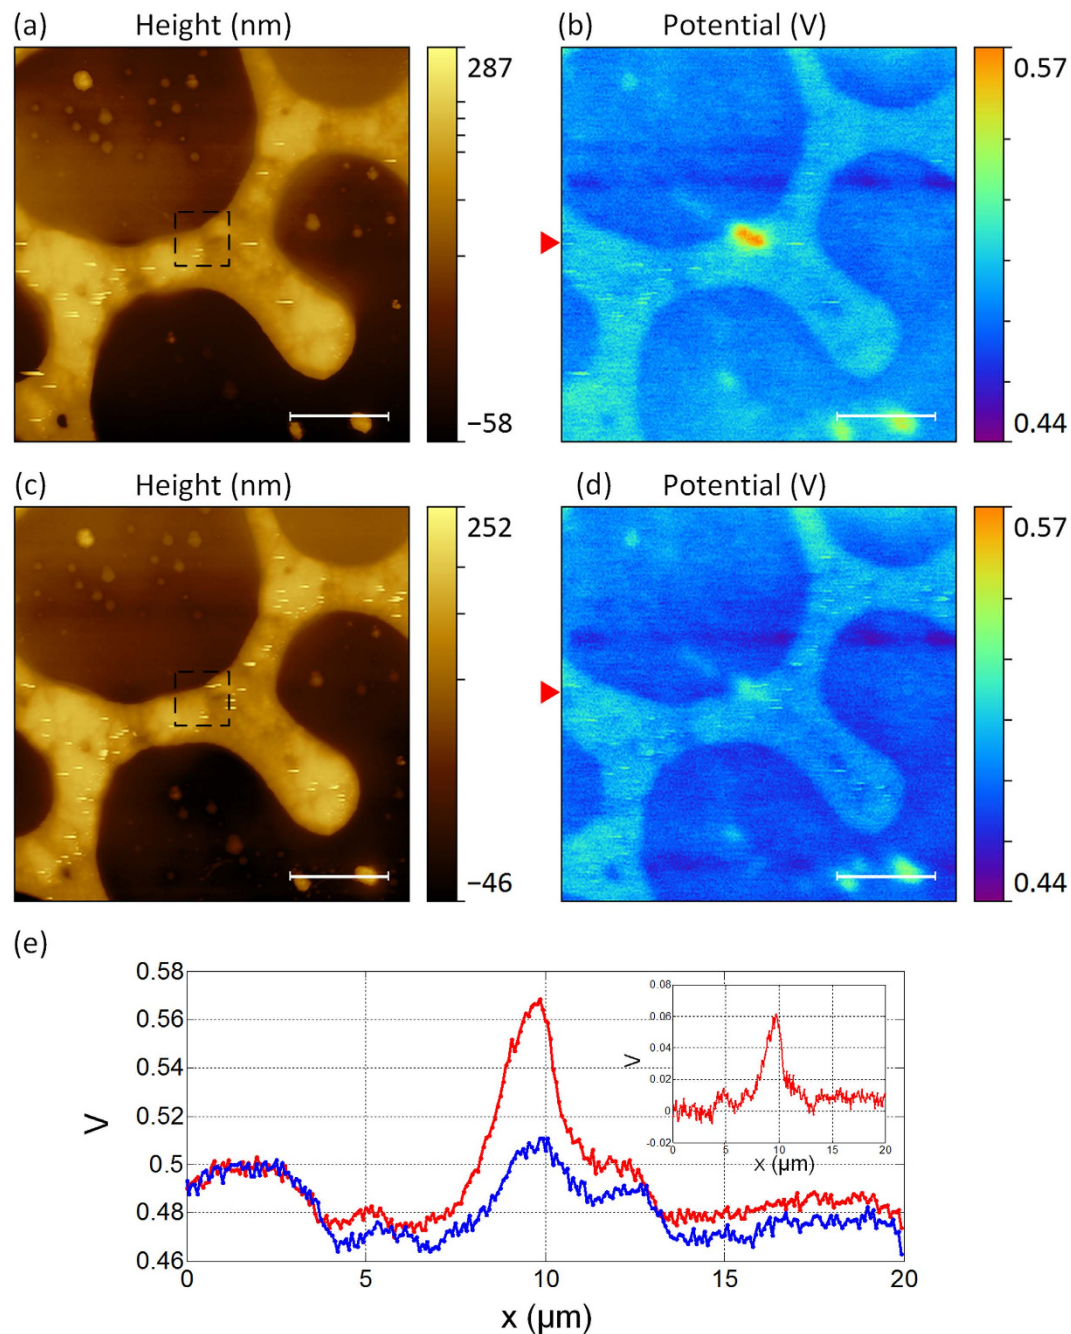 (a) Height (nm)
287
−58
(b) Potential (V)
0.57
0.44
(c) Height (nm)
252
−46
(d) Potential (V)
0.57
0.44
(e)
0.58
0.56
0.54
0.52
0.5
0.48
0.46
V
0 5 10 15 20
x (μm)
0.08
0.06
0.04
0.02
0
-0.02
V
0 5 10 15 20
x (μm)